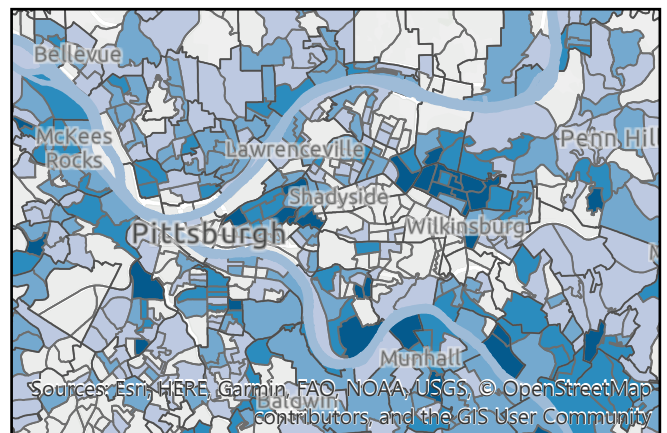 Bellevue
McKees
Rocks
Lawrenceville
Penn Hil
Shadyside
Wilkinsburg
Pittsburgh
M
Munhall
Baldwin
Sources: Esri, HERE, Garmin, FAO, NOAA, USGS, © OpenStreetMap
contributors, and the GIS User Community